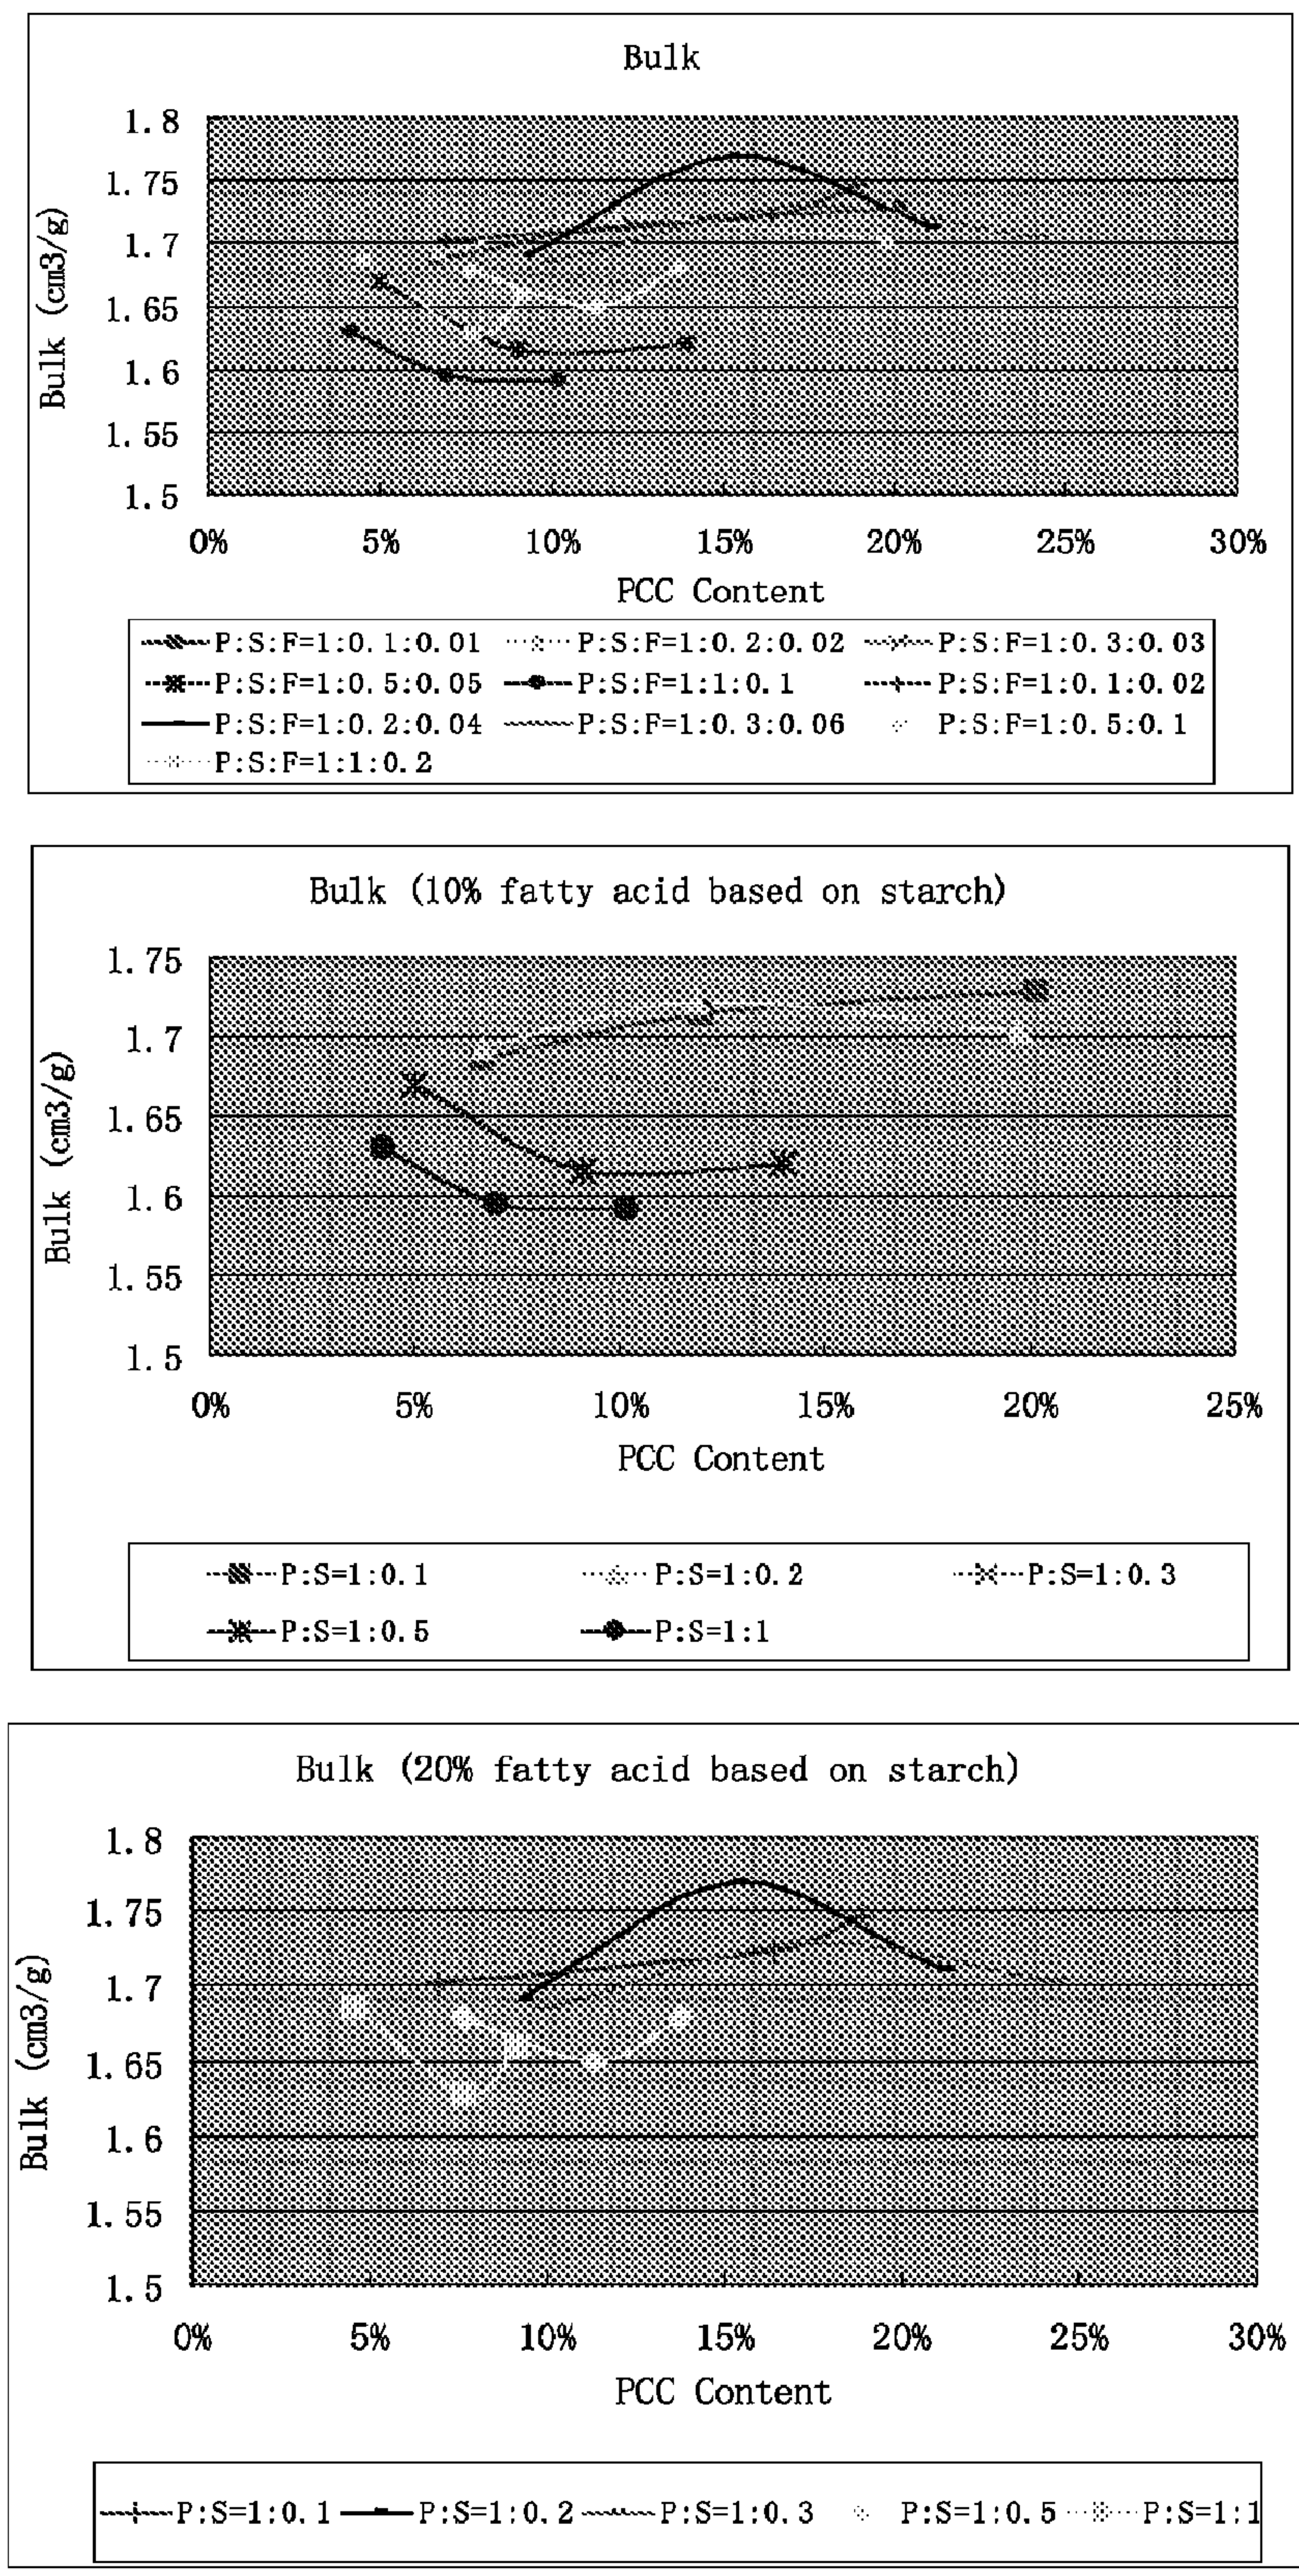 Bulk
1.8
1.75
1.7
1.65
1.6
1.55
1.5
Bulk (cm3/g)
0% 5% 10% 15% 20% 25% 30%
PCC Content
P:S:F=1:0.1:0.01 P:S:F=1:0.2:0.02 P:S:F=1:0.3:0.03
P:S:F=1:0.5:0.05 P:S:F=1:1:0.1 P:S:F=1:0.1:0.02
P:S:F=1:0.2:0.04 P:S:F=1:0.3:0.06 P:S:F=1:0.5:0.1
P:S:F=1:1:0.2
Bulk (10% fatty acid based on starch)
1.75
1.7
1.65
1.6
1.55
1.5
Bulk (cm3/g)
0% 5% 10% 15% 20% 25%
PCC Content
P:S=1:0.1 P:S=1:0.2 P:S=1:0.3
P:S=1:0.5 P:S=1:1
Bulk (20% fatty acid based on starch)
1.8
1.75
1.7
1.65
1.6
1.55
1.5
Bulk (cm3/g)
0% 5% 10% 15% 20% 25% 30%
PCC Content
P:S=1:0.1 P:S=1:0.2 P:S=1:0.3 P:S=1:0.5 P:S=1:1